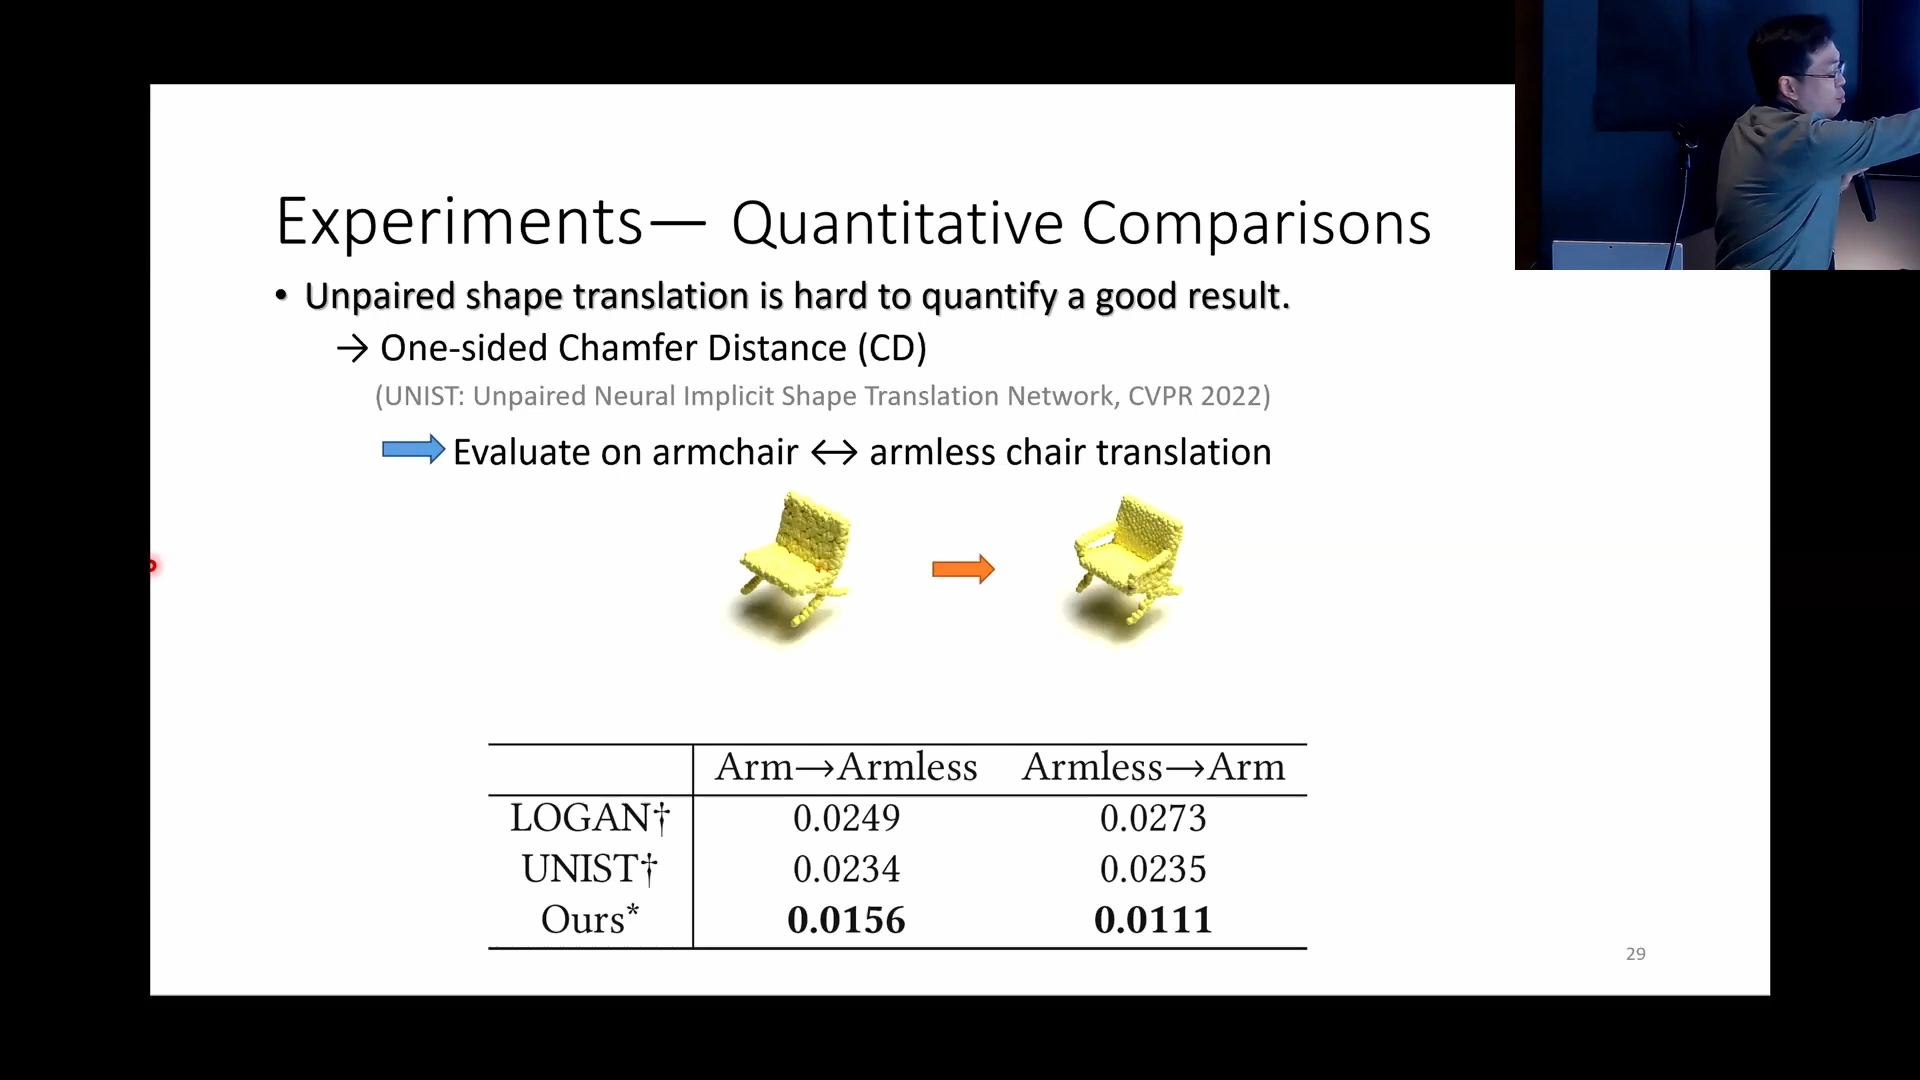 Experiments— Quantitative Comparisons
• Unpaired shape translation is hard to quantify a good result.
→ One-sided Chamfer Distance (CD)
(UNIST: Unpaired Neural Implicit Shape Translation Network, CVPR 2022)
Evaluate on armchair ↔ armless chair translation
Arm→Armless Armless→Arm
LOGAN† 0.0249 0.0273
UNIST† 0.0234 0.0235
Ours* 0.0156 0.0111
29